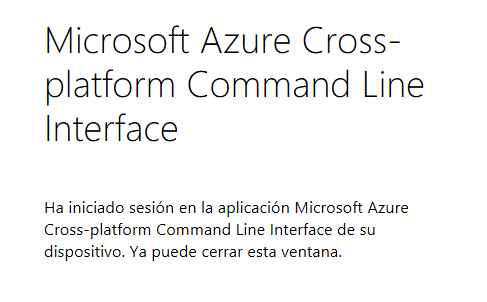 Microsoft Azure Cross-
platform Command Line
Interface
Ha iniciado sesión en la aplicación Microsoft Azure
Cross-platform Command Line Interface de su
dispositivo. Ya puede cerrar esta ventana.